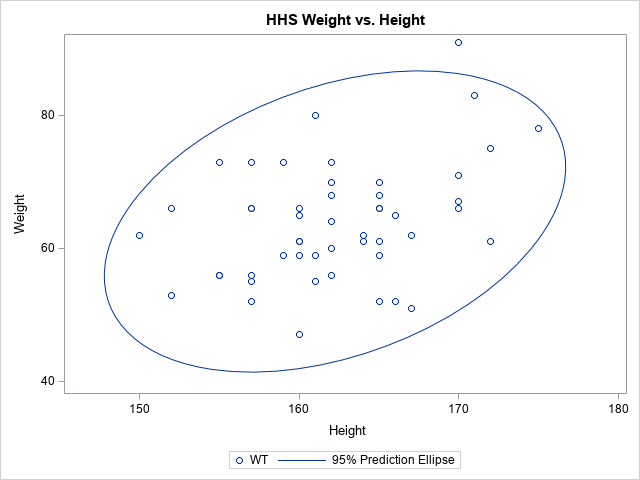 HHS Weight vs. Height
Weight
80
60
40
150 160 170 180
Height
WT 95% Prediction Ellipse